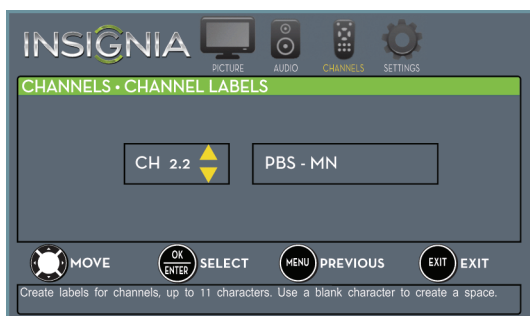 INSIGNIA
PICTURE AUDIO CHANNELS SETTINGS
CHANNELS • CHANNEL LABELS
CH 2.2 PBS - MN
MOVE OK ENTER SELECT MENU PREVIOUS EXIT EXIT
Create labels for channels, up to 11 characters. Use a blank character to create a space.